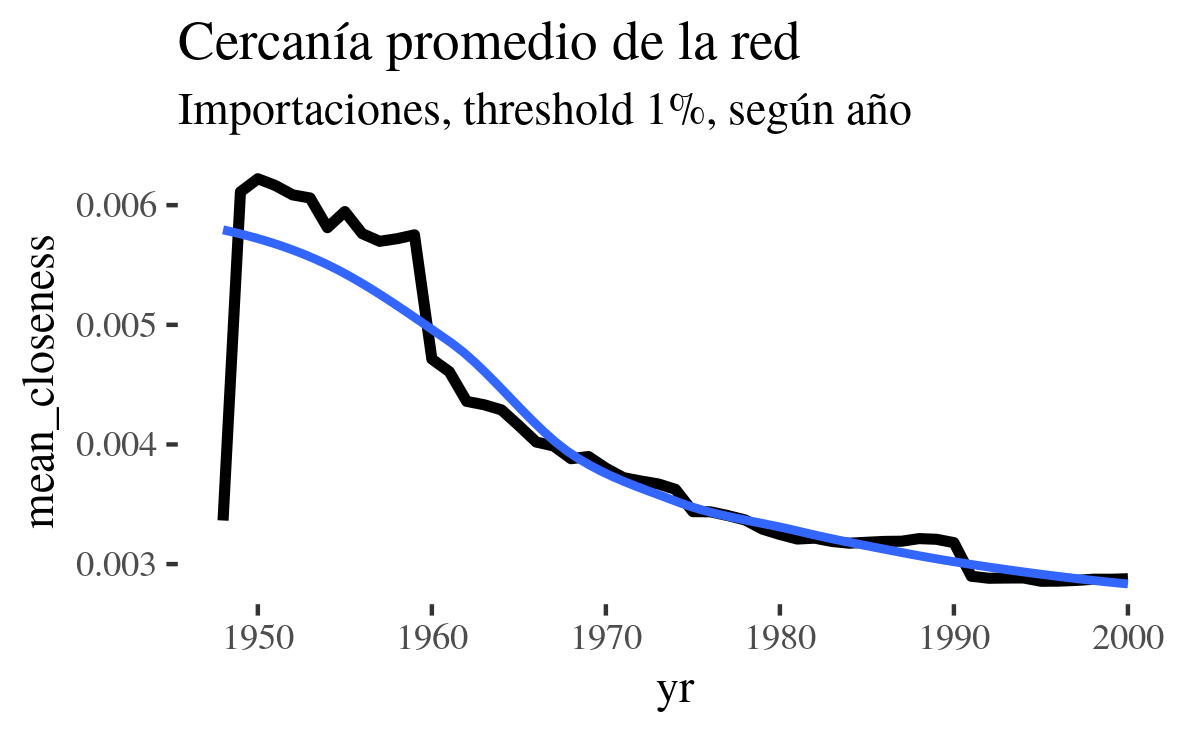 Cercanía promedio de la red
Importaciones, threshold 1%, según año
mean_closeness
0.006
0.005
0.004
0.003
1950 1960 1970 1980 1990 2000
yr